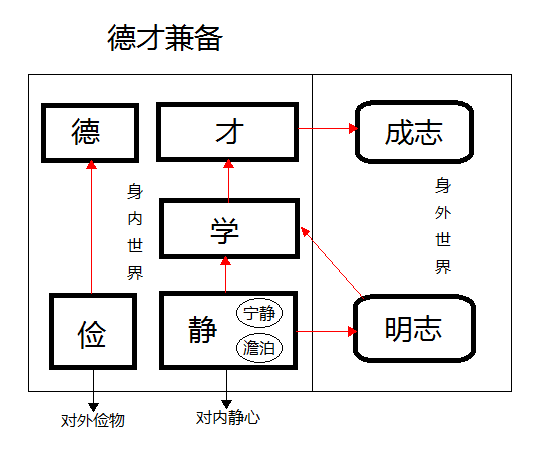 德才兼备
德
才
成志
身内世界
身外世界
学
俭
静
宁静
澹泊
明志
对外俭物
对内静心